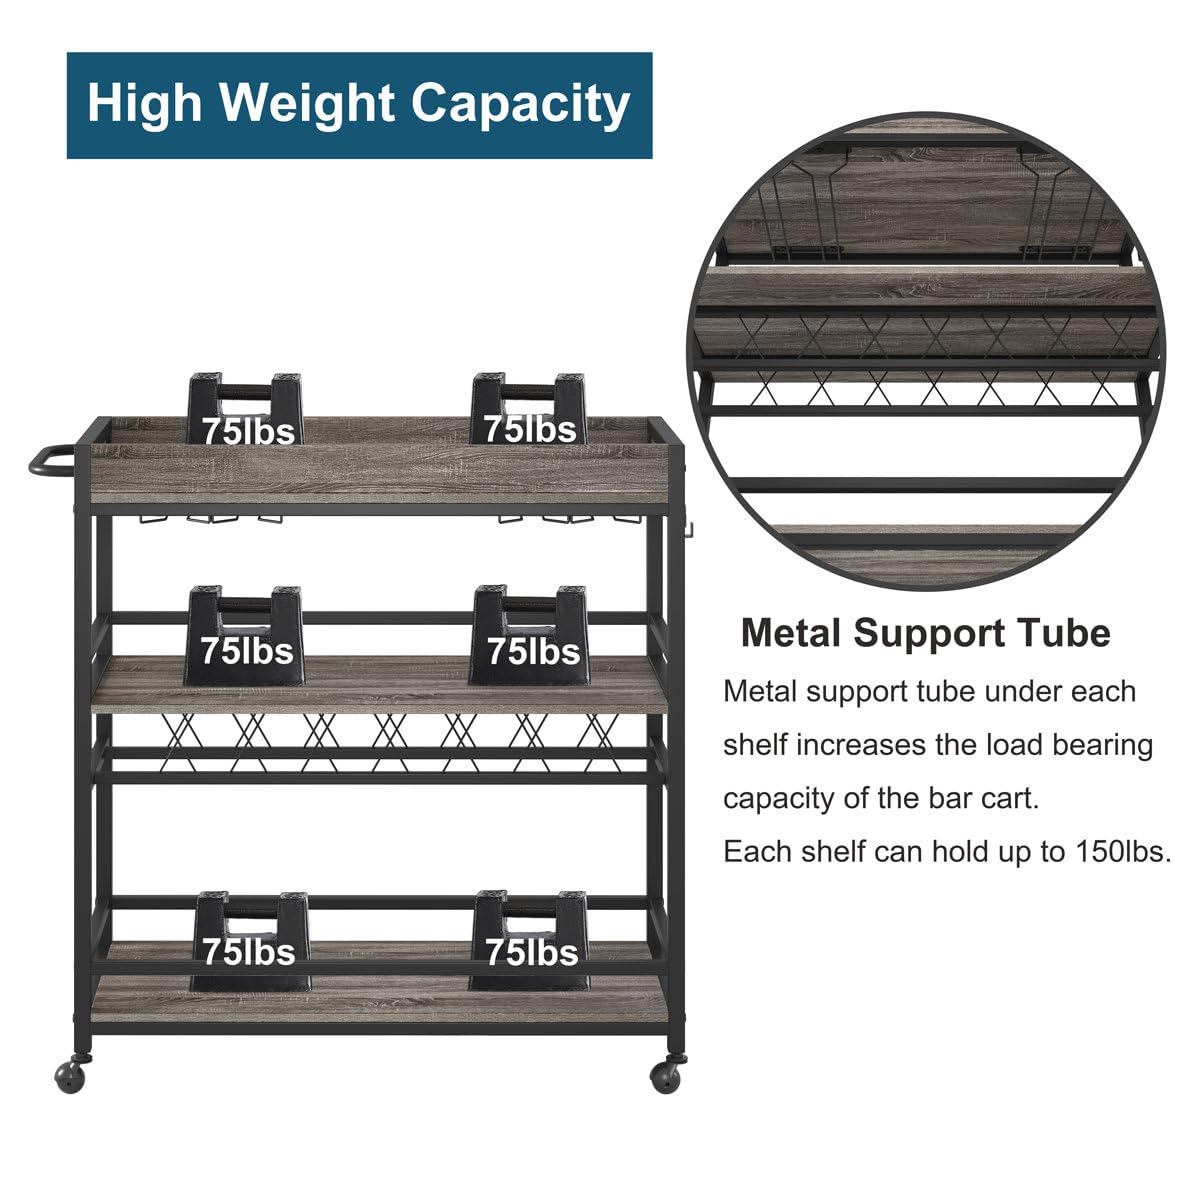 High Weight Capacity
75lbs
75lbs
75lbs
75lbs
75lbs
75lbs
Metal Support Tube
Metal support tube under each
shelf increases the load bearing
capacity of the bar cart.
Each shelf can hold up to 150lbs.